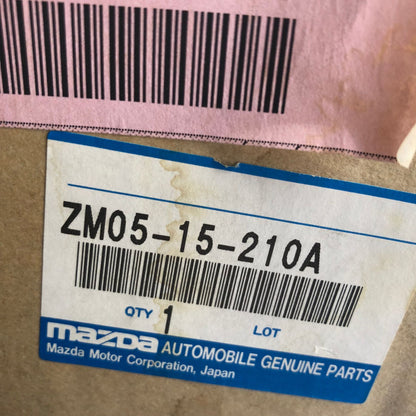 ZM05-15-210A
QTY 1 LOT
mazda AUTOMOBILE GENUINE PARTS
Mazda Motor Corporation, Japan